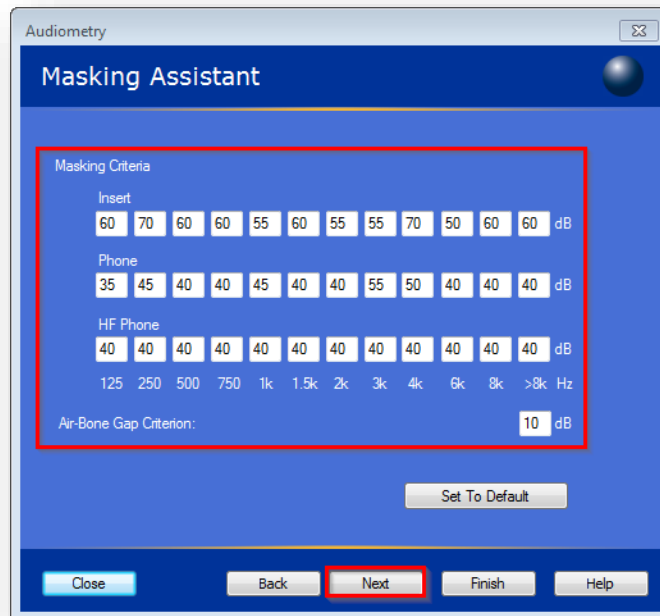 Audiometry
Masking Assistant
Masking Criteria
Insert
60 70 60 60 55 60 55 55 70 50 60 60 dB
Phone
35 45 40 40 45 40 40 55 50 40 40 40 dB
HF Phone
40 40 40 40 40 40 40 40 40 40 40 40 dB
125 250 500 750 1k 1.5k 2k 3k 4k 6k 8k >8k Hz
Air-Bone Gap Criterion: 10 dB
Set To Default
Close Back Next Finish Help